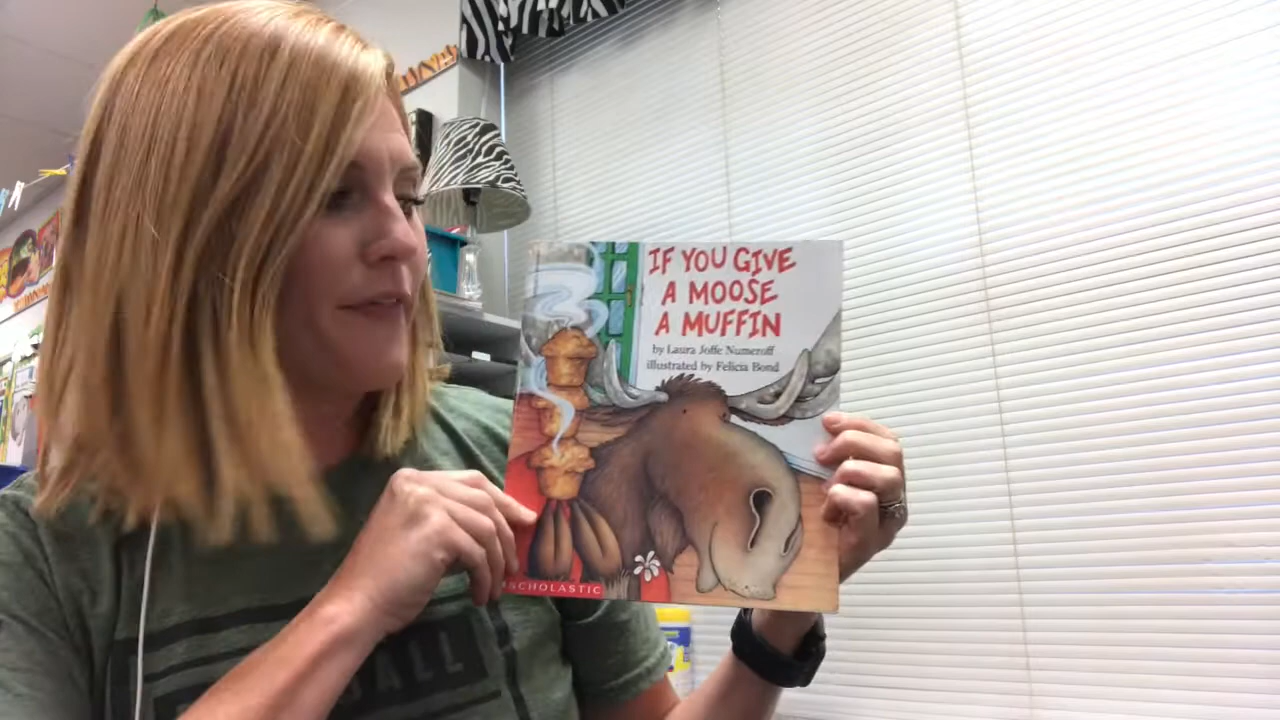 IF YOU GIVE
A MOOSE
A MUFFIN
by Laura Joffe Numeroff
illustrated by Felicia Bond
SCHOLASTIC